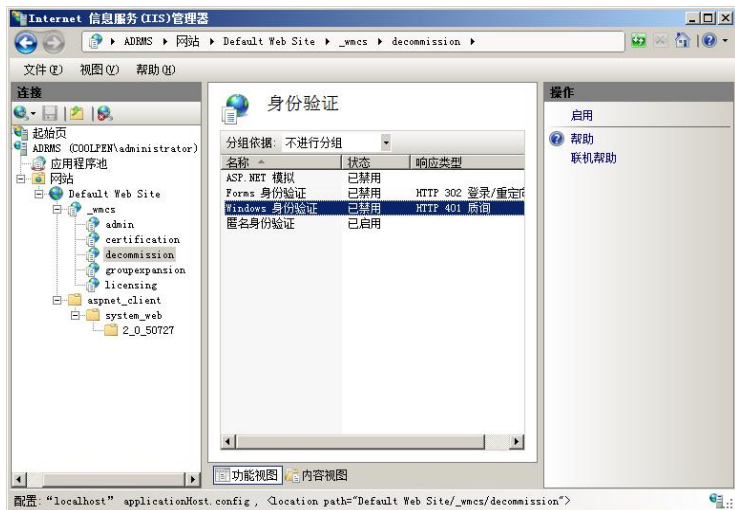 Internet 信息服务(IIS)管理器
ADRMS 网站 Default Web Site _wmcs decommission
文件(F) 视图(V) 帮助(H)
连接
起始页
ADRMS (COOLPEN\administrator)
应用程序池
网站
Default Web Site
_wmcs
admin
certification
decommission
groupexpansion
licensing
aspnet_client
system_web
2_0_50727
身份验证
分组依据: 不进行分组
名称 状态 响应类型
ASP.NET 模拟 已禁用
Forms 身份验证 已禁用 HTTP 302 登录/重定向
Windows 身份验证 已禁用 HTTP 401 质询
匿名身份验证 已启用
功能视图 内容视图
操作
启用
帮助
联机帮助
配置: “localhost” applicationHost.config , <location path="Default Web Site/_wmcs/decommission">